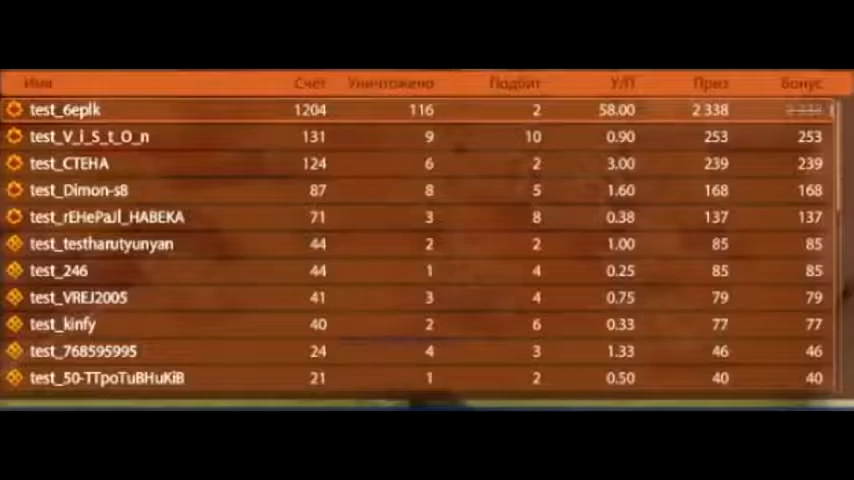 Имя Счёт Уничтожено Подбит У/П Приз Бонус
test_6eplk 1204 116 2 58.00 2 338
test_V_i_S_t_O_n 131 9 10 0.90 253 253
test_CTEHA 124 6 2 3.00 239 239
test_Dimon-s8 87 8 5 1.60 168 168
test_rEHePaJl_HABEKA 71 3 8 0.38 137 137
test_testharutyunyan 44 2 2 1.00 85 85
test_246 44 1 4 0.25 85 85
test_VREJ2005 41 3 4 0.75 79 79
test_kinfy 40 2 6 0.33 77 77
test_768595995 24 4 3 1.33 46 46
test_50-TTpoTuBHuKiB 21 1 2 0.50 40 40